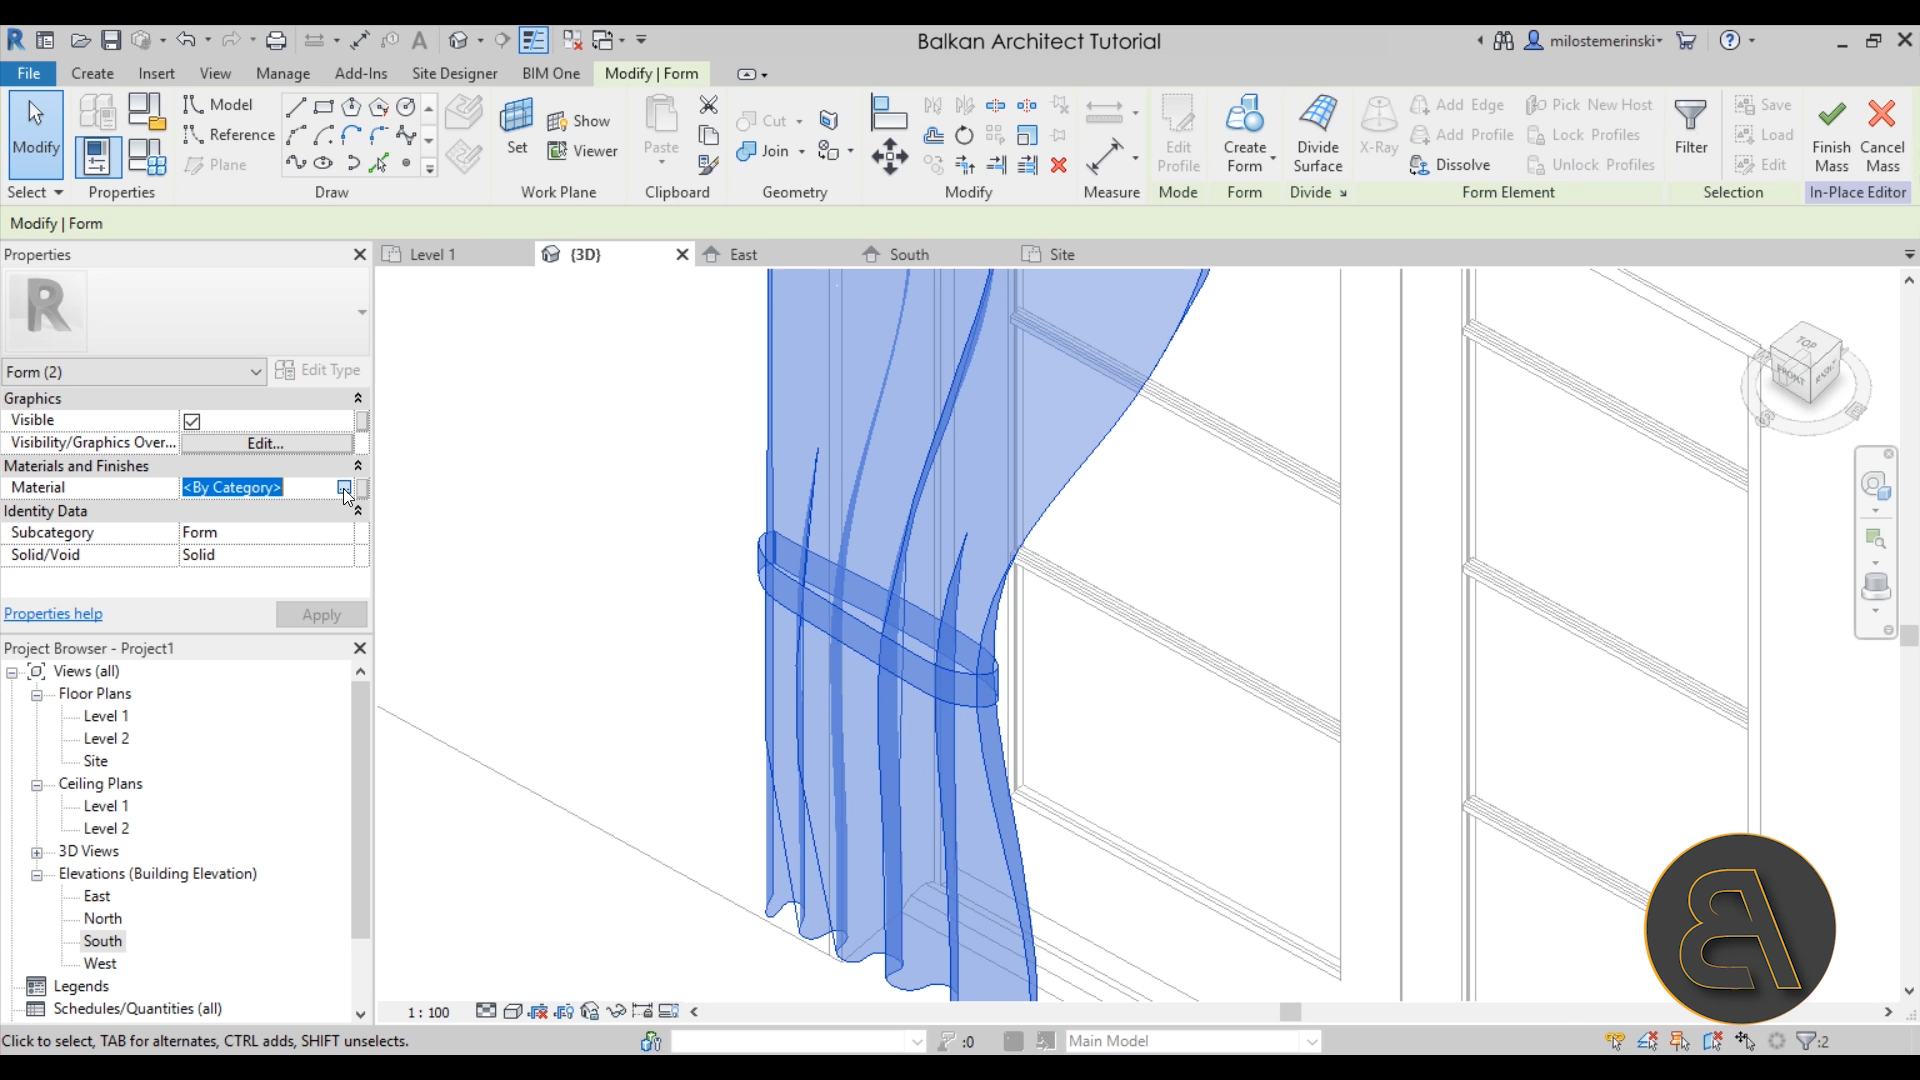 Balkan Architect Tutorial
milostemerinski
File Create Insert View Manage Add-Ins Site Designer BIM One Modify | Form
Modify
Model
Reference
Plane
Set
Show
Viewer
Paste
Cut
Join
Edit Profile
Create Form
Divide Surface
X-Ray
Add Edge
Add Profile
Dissolve
Pick New Host
Lock Profiles
Unlock Profiles
Filter
Save
Load
Edit
Finish Mass
Cancel Mass
Select Properties Draw Work Plane Clipboard Geometry Modify Measure Mode Form Divide Form Element Selection In-Place Editor
Modify | Form
Properties
Level 1 {3D} East South Site
R
Form (2)
Edit Type
Graphics
Visible
Visibility/Graphics Over... Edit...
Materials and Finishes
Material <By Category>
Identity Data
Subcategory Form
Solid/Void Solid
Properties help Apply
Project Browser - Project1
Views (all)
Floor Plans
Level 1
Level 2
Site
Ceiling Plans
Level 1
Level 2
3D Views
Elevations (Building Elevation)
East
North
South
West
Legends
Schedules/Quantities (all)
TOP
FRONT
1 : 100
Click to select, TAB for alternates, CTRL adds, SHIFT unselects.
:0
Main Model
:2